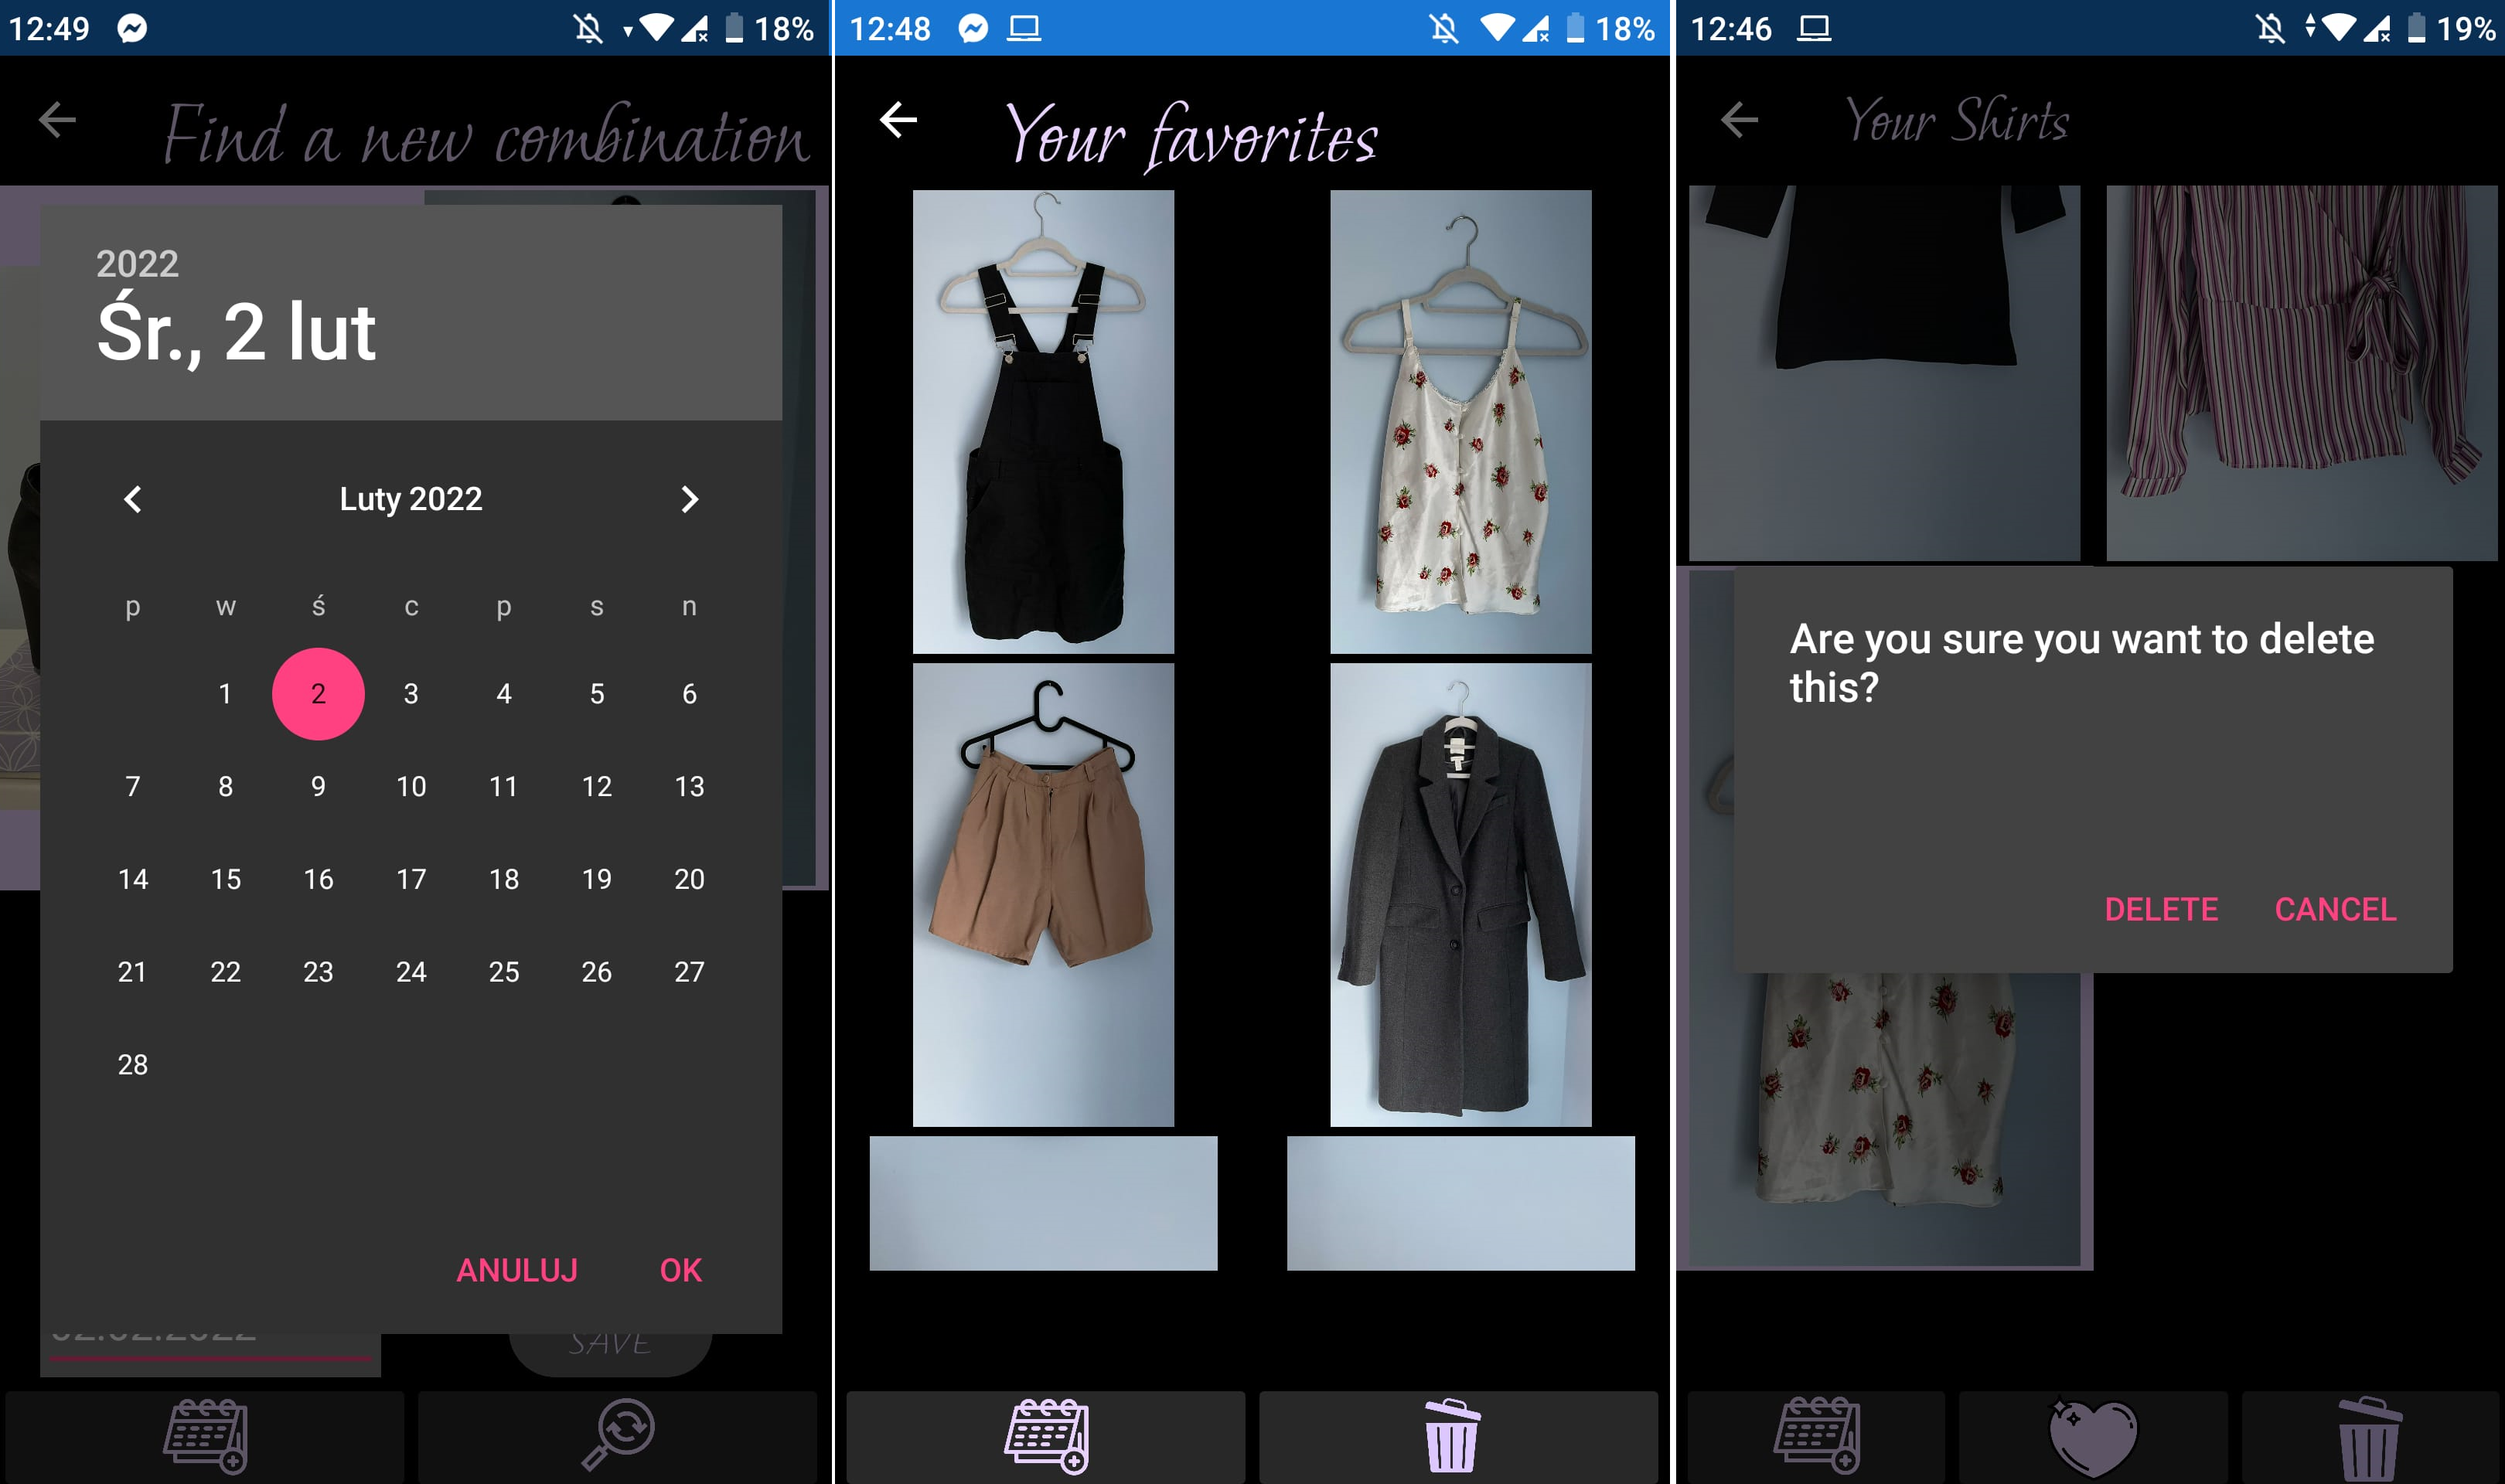 12:49
18%
Find a new combination
2022
Śr., 2 lut
Luty 2022
p w ś c p s n
1 2 3 4 5 6
7 8 9 10 11 12 13
14 15 16 17 18 19 20
21 22 23 24 25 26 27
28
ANULUJ OK
02.02.2022
SAVE
12:48
18%
Your favorites
12:46
19%
Your Shirts
Are you sure you want to delete
this?
DELETE CANCEL